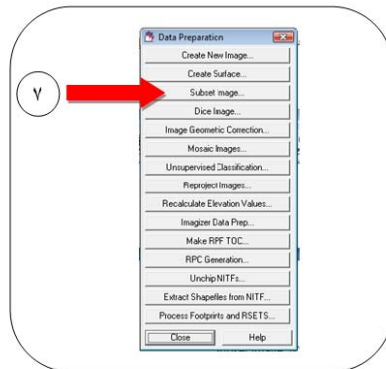 Data Preparation
Create New Image...
Create Surface...
۷
Subset Image...
Dice Image...
Image Geometric Correction...
Mosaic Images...
Unsupervised Classification...
Reproject Images...
Recalculate Elevation Values...
Imagizer Data Prep...
Make RPF TOC...
RPC Generation...
Unchip NITFs...
Extract Shapefiles from NITF...
Process Footprints and RSETS...
Close Help